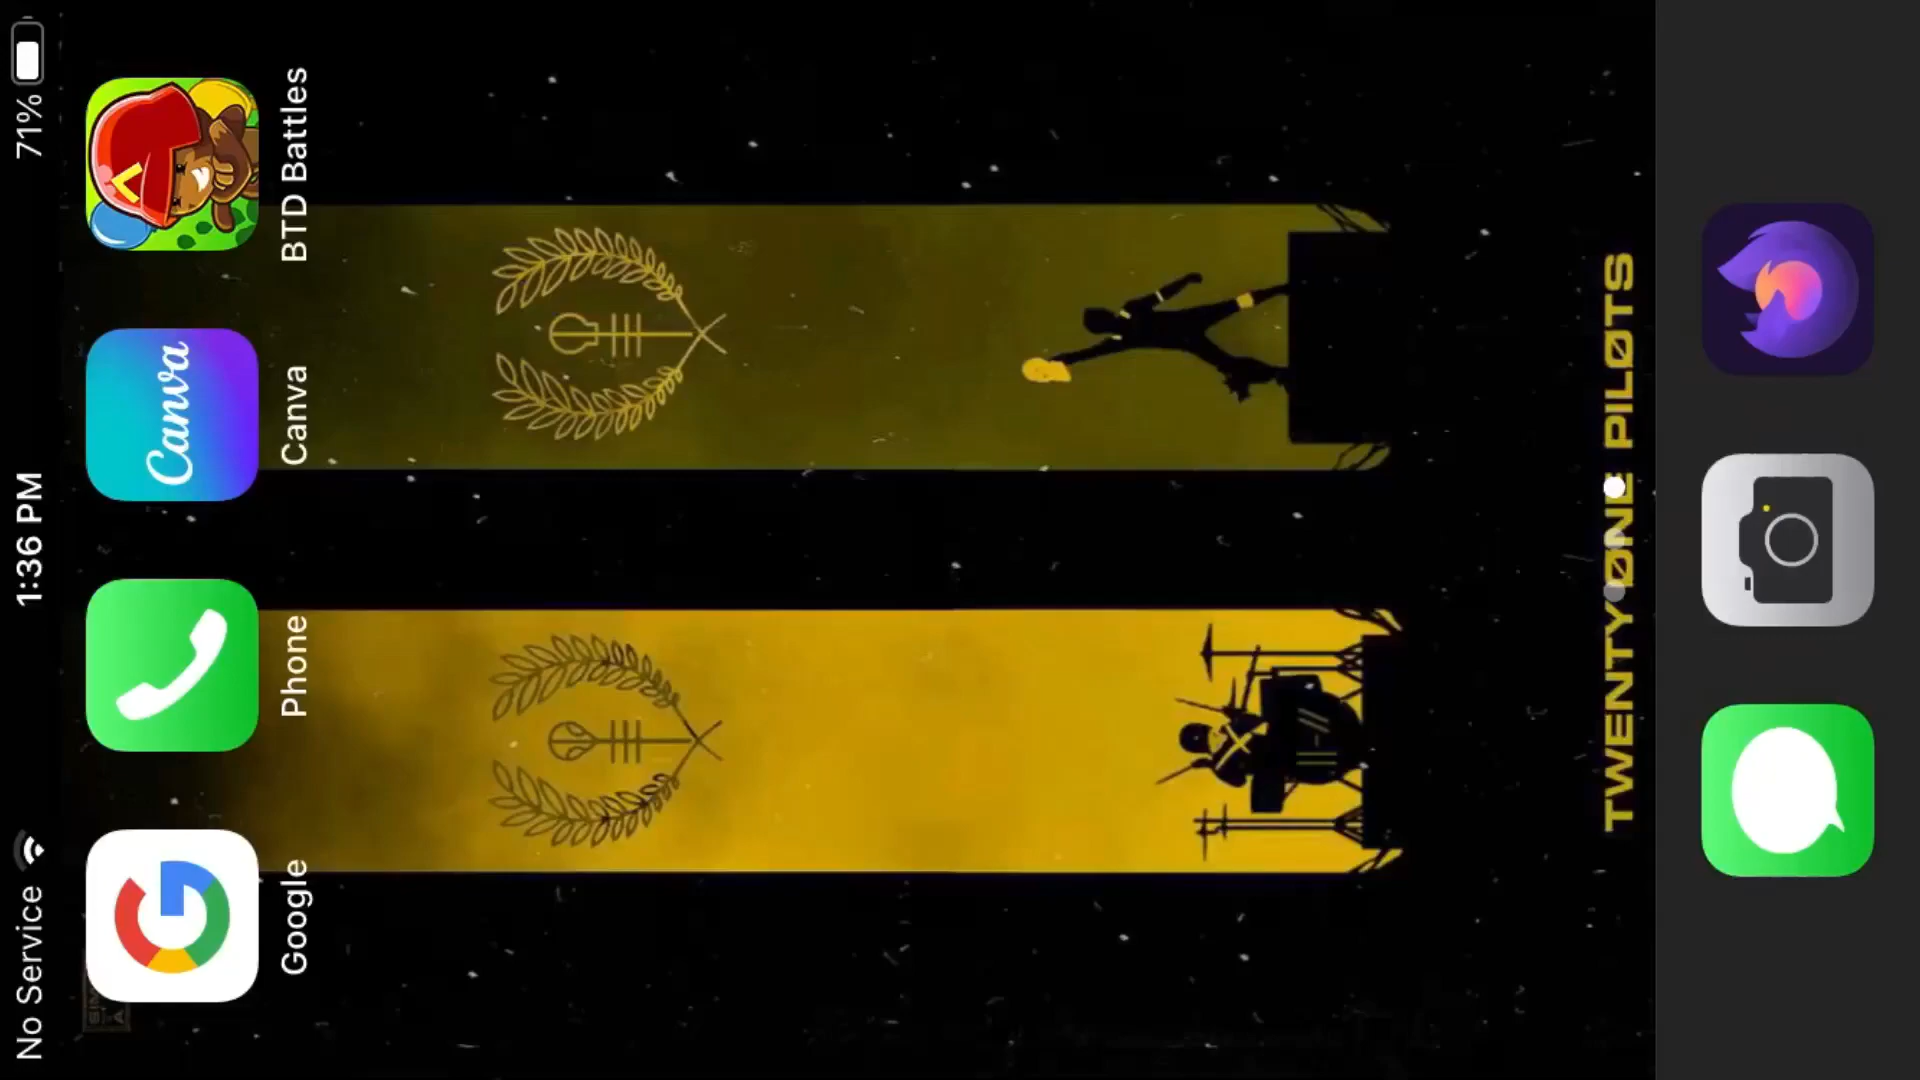 No Service
1:36 PM
71%
Google
Phone
Canva
Canva
BTD Battles
TWENTY ØNE PILØTS